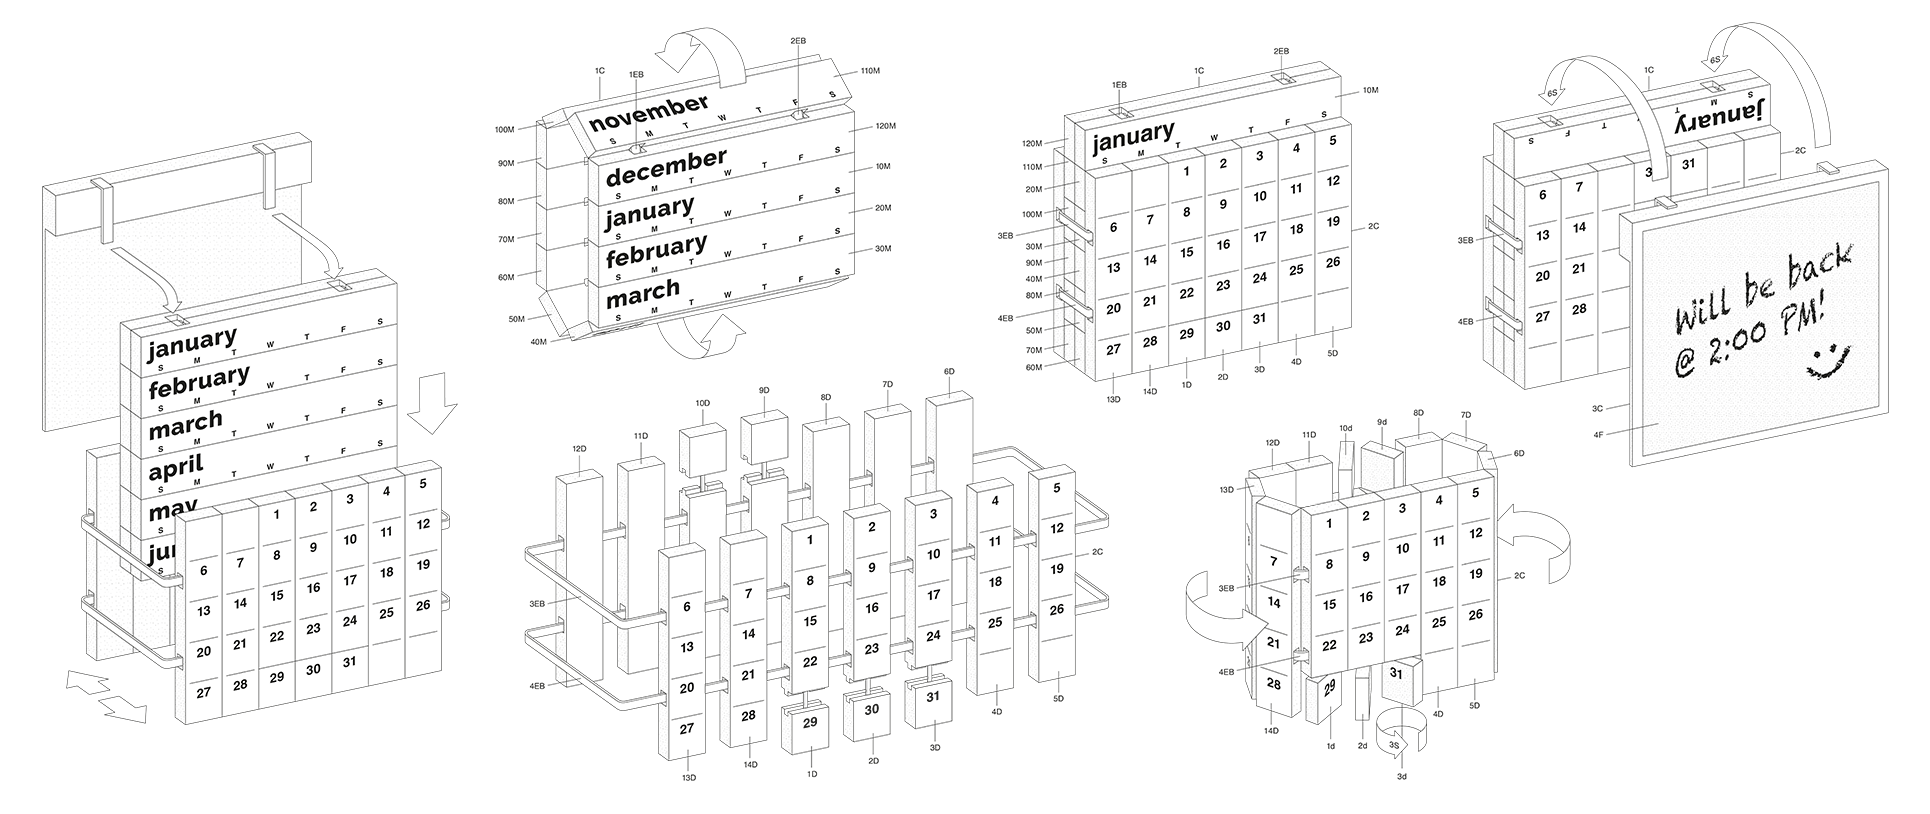 january
S M T W T F S
february
S M T W T F S
march
S M T W T F S
april
S M T W T F S
may
S
S
1 2 3 4 5
6 7 8 9 10 11 12
13 14 15 16 17 18 19
20 21 22 23 24 25 26
27 28 29 30 31
2EB
1C
1EB
110M
november
S M T W T F S
100M
120M
december
S M T W T F S
90M
10M
january
S M T W T F S
80M
20M
february
S M T W T F S
70M
30M
march
S M T W T F S
60M
50M
40M
6D
7D
8D
9D
10D
11D
12D
1 2 3 4 5
6 7 8 9 10 11 12
13 14 15 16 17 18 19
20 21 22 23 24 25 26
27 28 29 30 31
2C
3EB
4EB
13D 14D 1D 2D 3D 4D 5D
2EB
1C
1EB
10M
january
S M T W T F S
120M
110M
20M
100M
3EB
30M
90M
40M
80M
4EB
50M
70M
60M
1 2 3 4 5
6 7 8 9 10 11 12
13 14 15 16 17 18 19
20 21 22 23 24 25 26
27 28 29 30 31
2C
13D 14D 1D 2D 3D 4D 5D
6S
6S
1C
january
S M T T F S
2C
6 7 31
13 14
20 21
27 28
3EB
4EB
Will be back
@ 2:00 PM!
3C
4F
12D 11D 10d 9d 8D 7D
6D
13D
1 2 3 4 5
7 8 9 10 11 12
14 15 16 17 18 19
21 22 23 24 25 26
28 29 31
3EB
2C
4EB
14D 1d 2d 3S 4D 5D
3d